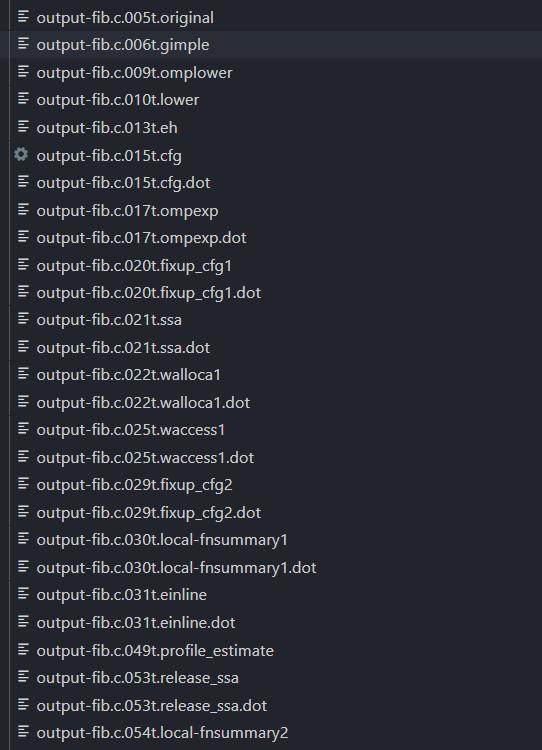 output-fib.c.005t.original
output-fib.c.006t.gimple
output-fib.c.009t.omplower
output-fib.c.010t.lower
output-fib.c.013t.eh
output-fib.c.015t.cfg
output-fib.c.015t.cfg.dot
output-fib.c.017t.ompexp
output-fib.c.017t.ompexp.dot
output-fib.c.020t.fixup_cfg1
output-fib.c.020t.fixup_cfg1.dot
output-fib.c.021t.ssa
output-fib.c.021t.ssa.dot
output-fib.c.022t.walloca1
output-fib.c.022t.walloca1.dot
output-fib.c.025t.waccess1
output-fib.c.025t.waccess1.dot
output-fib.c.029t.fixup_cfg2
output-fib.c.029t.fixup_cfg2.dot
output-fib.c.030t.local-fnsummary1
output-fib.c.030t.local-fnsummary1.dot
output-fib.c.031t.einline
output-fib.c.031t.einline.dot
output-fib.c.049t.profile_estimate
output-fib.c.053t.release_ssa
output-fib.c.053t.release_ssa.dot
output-fib.c.054t.local-fnsummary2